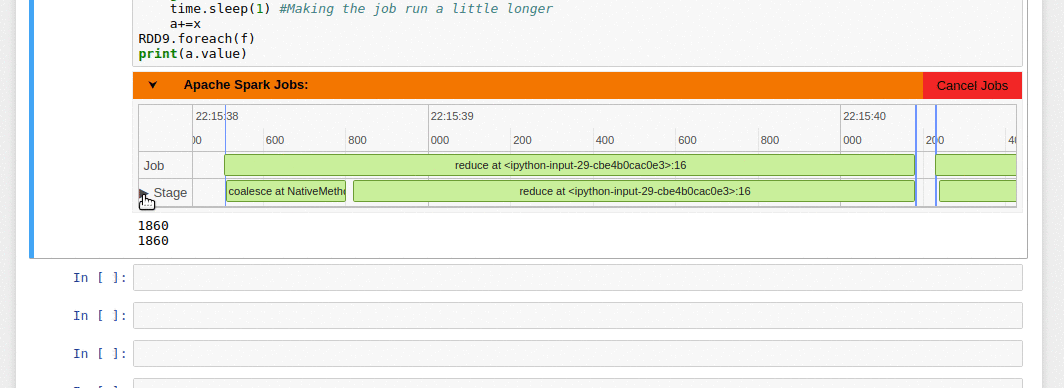 time.sleep(1) #Making the job run a little longer
a+=x
RDD9.foreach(f)
print(a.value)
Apache Spark Jobs:
Cancel Jobs
22:15:38
22:15:39
22:15:40
00
600
800
000
200
400
600
800
000
200
Job
reduce at <ipython-input-29-cbe4b0cac0e3>:16
Stage
coalesce at NativeMetho
reduce at <ipython-input-29-cbe4b0cac0e3>:16
1860
1860
In [ ]:
In [ ]:
In [ ]: